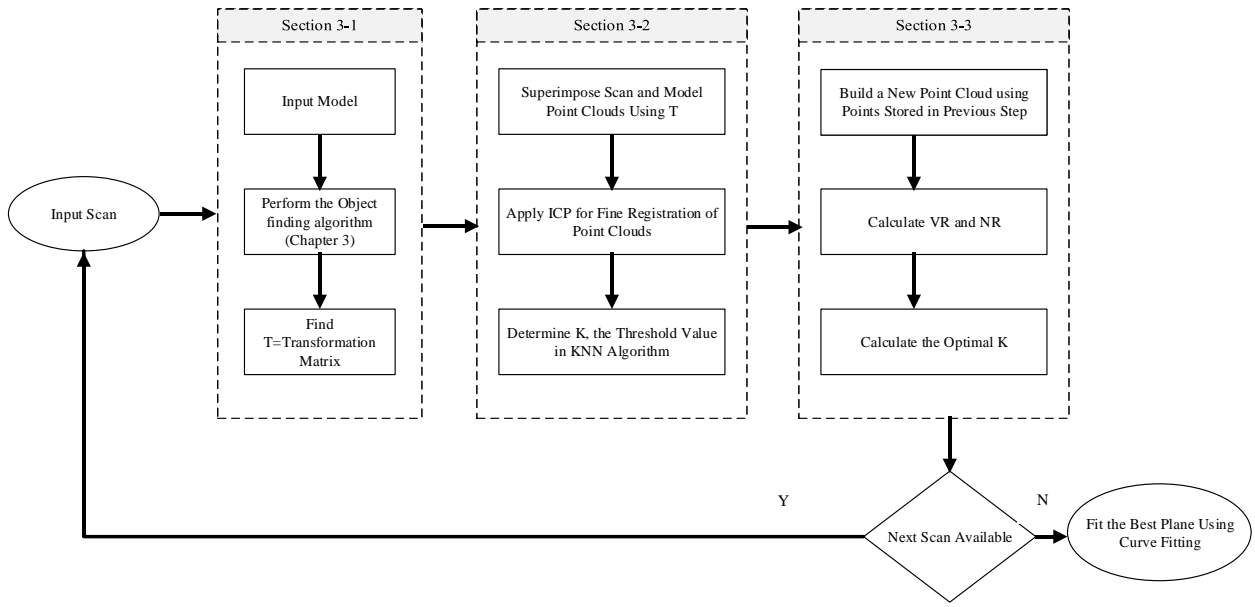 Section 3-1
Section 3-2
Section 3-3
Input Scan
Input Model
Perform the Object
finding algorithm
(Chapter 3)
Find
T=Transformation
Matrix
Superimpose Scan and Model
Point Clouds Using T
Apply ICP for Fine Registration of
Point Clouds
Determine K, the Threshold Value
in KNN Algorithm
Build a New Point Cloud using
Points Stored in Previous Step
Calculate VR and NR
Calculate the Optimal K
Y
Next Scan Available
N
Fit the Best Plane Using
Curve Fitting